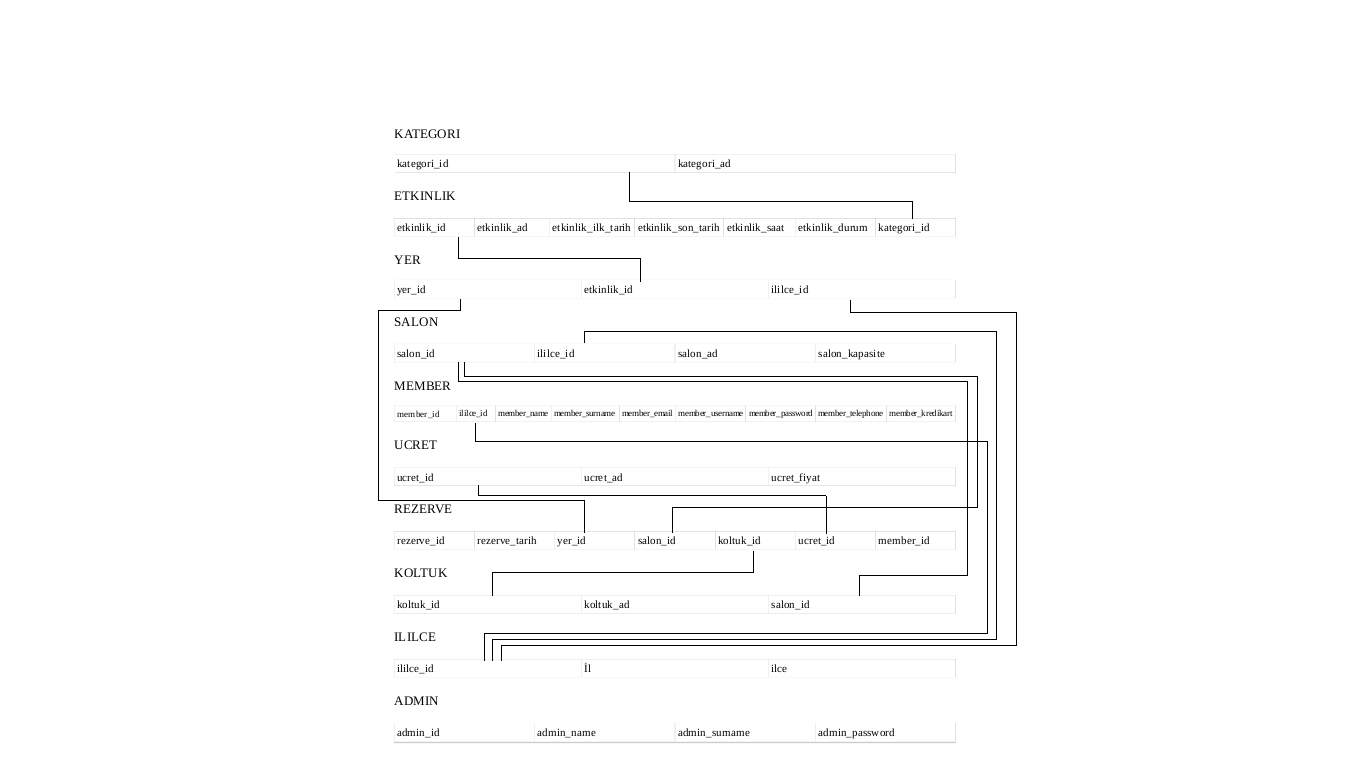 KATEGORI
kategori_id kategori_ad
ETKINLIK
etkinlik_id etkinlik_ad etkinlik_ilk_tarih etkinlik_son_tarih etkinlik_saat etkinlik_durum kategori_id
YER
yer_id etkinlik_id ililce_id
SALON
salon_id ililce_id salon_ad salon_kapasite
MEMBER
member_id ililce_id member_name member_surname member_email member_username member_password member_telephone member_kredikart
UCRET
ucret_id ucret_ad ucret_fiyat
REZERVE
rezerve_id rezerve_tarih yer_id salon_id koltuk_id ucret_id member_id
KOLTUK
koltuk_id koltuk_ad salon_id
ILILCE
ililce_id İl ilce
ADMIN
admin_id admin_name admin_surname admin_password